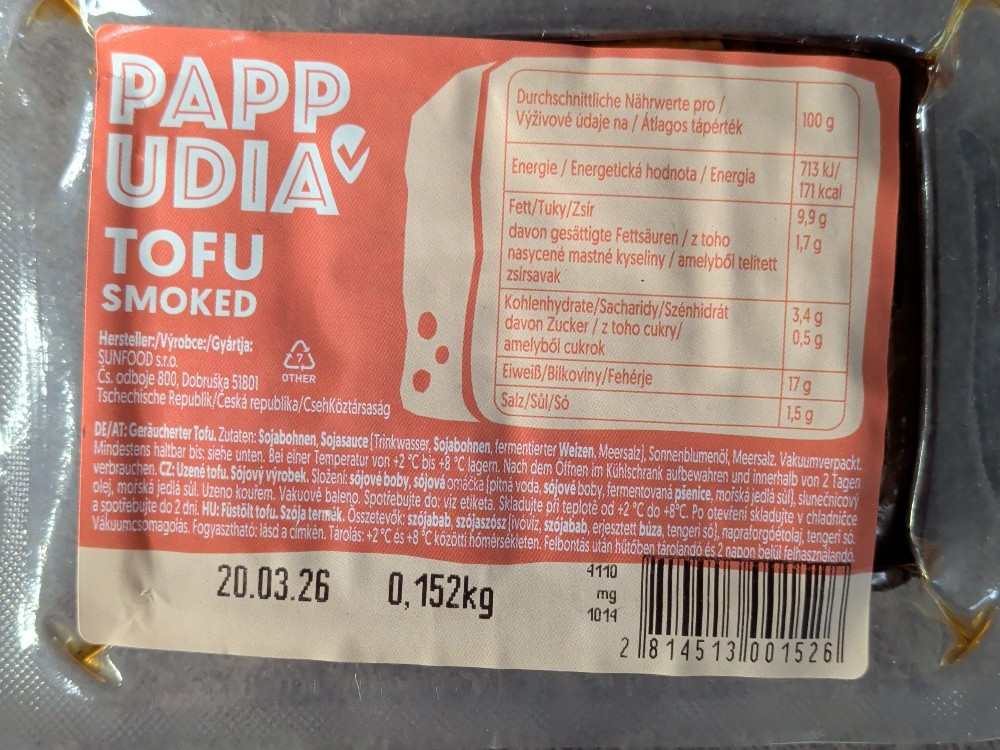 PAPP
UDIA
TOFU
SMOKED
Hersteller:/Výrobce:/Gyártja:
SUNFOOD s.r.o.
Čs. odboje 800, Dobruška 51801
Tschechische Republik/Česká republika/CsehKöztársaság
7
OTHER
Durchschnittliche Nährwerte pro /
Výživové údaje na / Átlagos tápérték
100 g
Energie / Energetická hodnota / Energia
713 kJ/
171 kcal
Fett/Tuky/Zsír
9,9 g
davon gesättigte Fettsäuren / z toho
1,7 g
nasycené mastné kyseliny / amelyből telített
zsírsavak
Kohlenhydrate/Sacharidy/Szénhidrát
3,4 g
davon Zucker / z toho cukry/
0,5 g
amelyből cukrok
Eiweiß/Bílkoviny/Fehérje
17 g
Salz/Sůl/Só
1,5 g
DE/AT: Geräucherter Tofu. Zutaten: Sojabohnen, Sojasauce [Trinkwasser, Sojabohnen, fermentierter Weizen, Meersalz], Sonnenblumenöl, Meersalz. Vakuumverpackt.
Mindestens haltbar bis: siehe unten. Bei einer Temperatur von +2 °C bis +8 °C lagern. Nach dem Öffnen im Kühlschrank aufbewahren und innerhalb von 2 Tagen
verbrauchen. CZ: Uzené tofu. Sójový výrobek. Složení: sójové boby, sójová omáčka [pitná voda, sójové boby, fermentovaná pšenice, mořská jedlá sůl], slunečnicový
olej, mořská jedlá sůl. Uzeno kouřem. Vakuově baleno. Spotřebujte do: viz etiketa. Skladujte při teplotě od +2 °C do +8°C. Po otevření skladujte v chladničce
a spotřebujte do 2 dní. HU: Füstölt tofu. Szója termék. Összetevők: szójabab, szójaszósz [ivóvíz, szójabab, erjesztett búza, tengeri só], napraforgóétolaj, tengeri só.
Vákuumcsomagolás. Fogyasztható: lásd a címkén. Tárolás: +2 °C és +8 °C közötti hőmérsékleten. Felbontás után hűtőben tárolandó és 2 napon belül felhasználandó.
20.03.26
0,152kg
4110
mg
1014
2 814513 001526